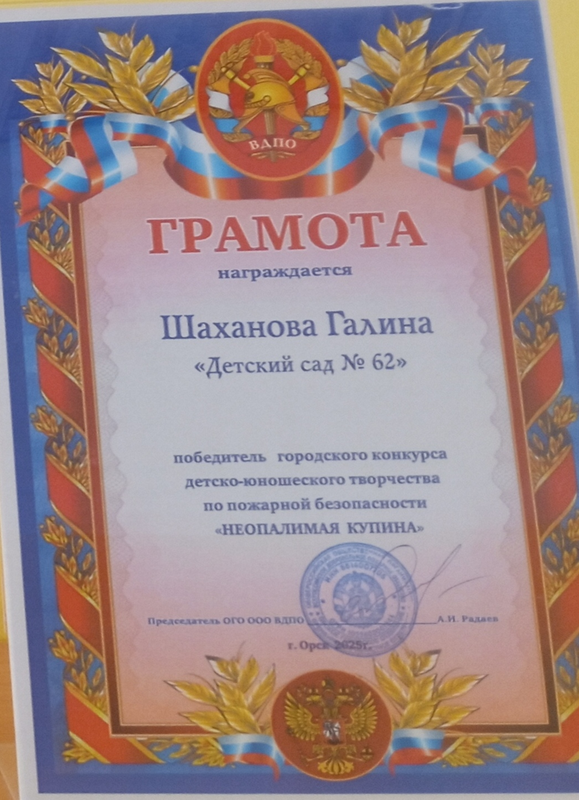 ВДПО
ГРАМОТА
награждается
Шаханова Галина
«Детский сад № 62»
победитель городского конкурса
детско-юношеского творчества
по пожарной безопасности
«НЕОПАЛИМАЯ КУПИНА»
Председатель ОГО ООО ВДПО А.И. Радаев
г. Орск 2025г.